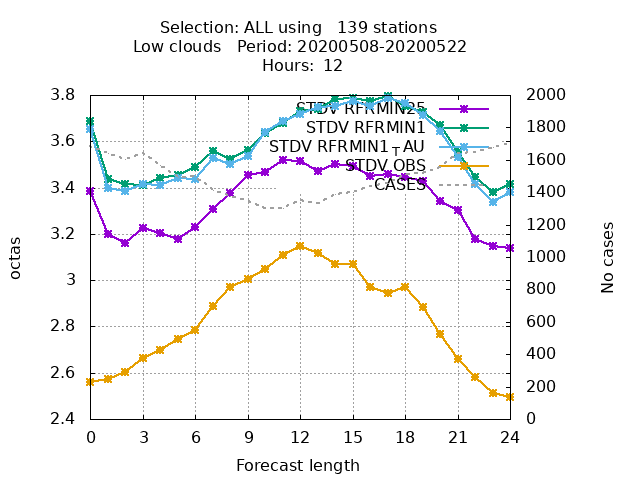 Selection: ALL using   139 stations
Low clouds   Period: 20200508-20200522
Hours:  12
3.8
3.6
3.4
3.2
3
2.8
2.6
2.4
octas
STDV RFRMIN25
STDV RFRMIN1
STDV RFRMIN1┬AU
STDV OBS
CASES
2000
1800
1600
1400
1200
1000
800
600
400
200
0
No cases
0 3 6 9 12 15 18 21 24
Forecast length